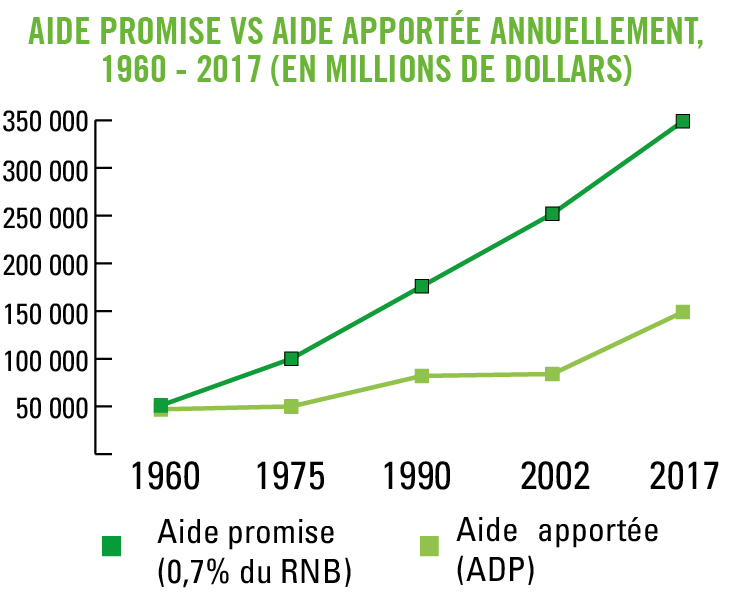 AIDE PROMISE VS AIDE APPORTÉE ANNUELLEMENT,
1960 - 2017 (EN MILLIONS DE DOLLARS)
350 000
300 000
250 000
200 000
150 000
100 000
50 000
1960 1975 1990 2002 2017
Aide promise
(0,7% du RNB)
Aide apportée
(ADP)